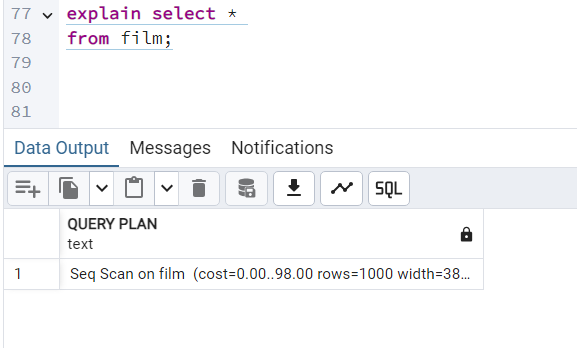 77 explain select *
78 from film;
79
80
81
Data Output Messages Notifications
SQL
QUERY PLAN
text
1 Seq Scan on film (cost=0.00..98.00 rows=1000 width=38...